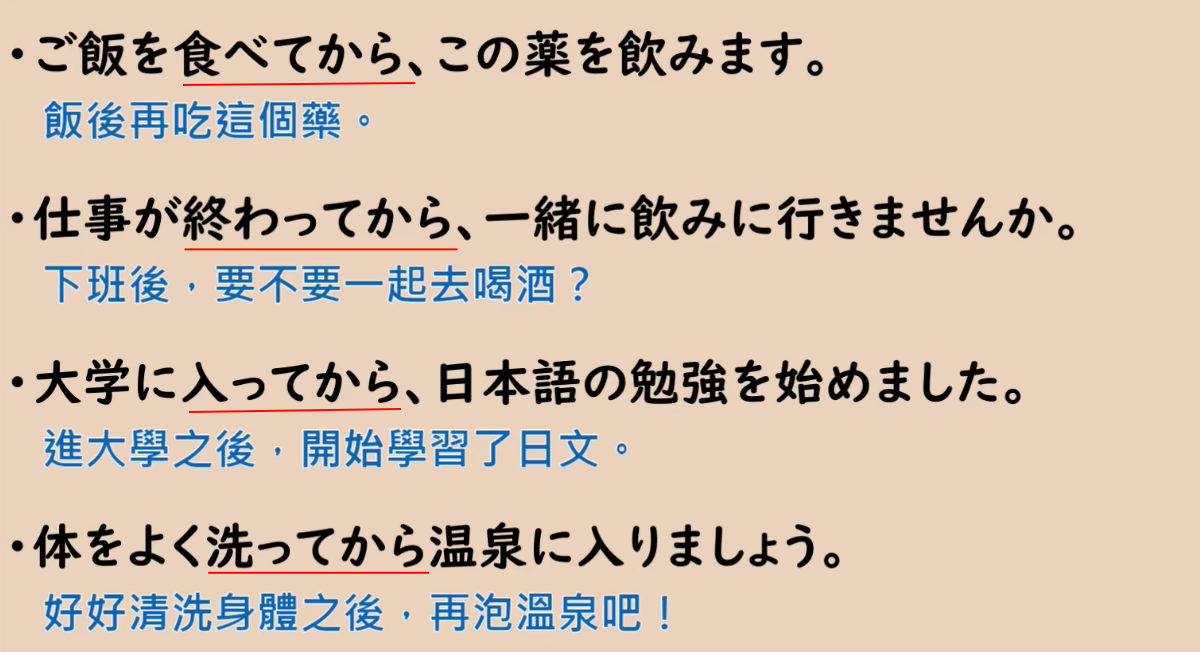 ・ご飯を食べてから、この薬を飲みます。
飯後再吃這個藥。
・仕事が終わってから、一緒に飲みに行きませんか。
下班後，要不要一起去喝酒？
・大学に入ってから、日本語の勉強を始めました。
進大學之後，開始學習了日文。
・体をよく洗ってから温泉に入りましょう。
好好清洗身體之後，再泡溫泉吧！